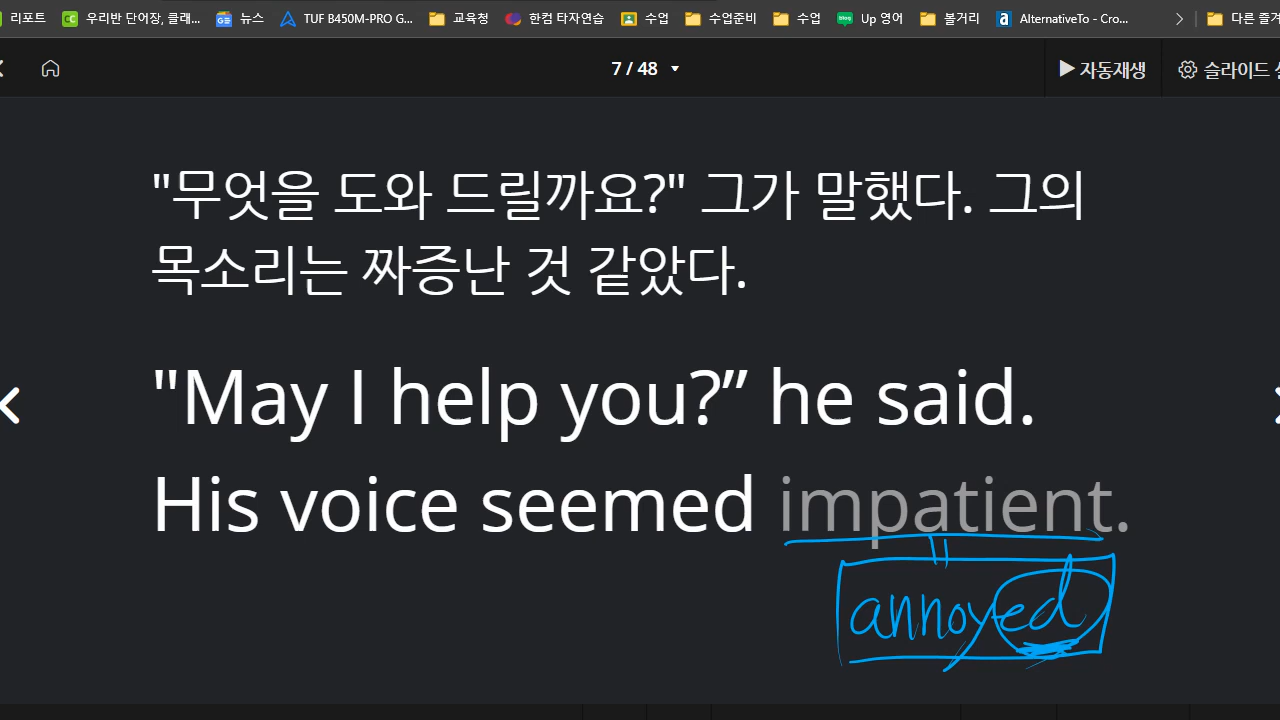 리포트 우리반 단어장, 클래... 뉴스 TUF B450M-PRO G... 교육청 한컴 타자연습 수업 수업준비 수업 Up 영어 볼거리 AlternativeTo - Cro... 다른 즐겨
7 / 48 자동재생 슬라이드
"무엇을 도와 드릴까요?" 그가 말했다. 그의
목소리는 짜증난 것 같았다.
"May I help you?” he said.
His voice seemed impatient.
annoyed